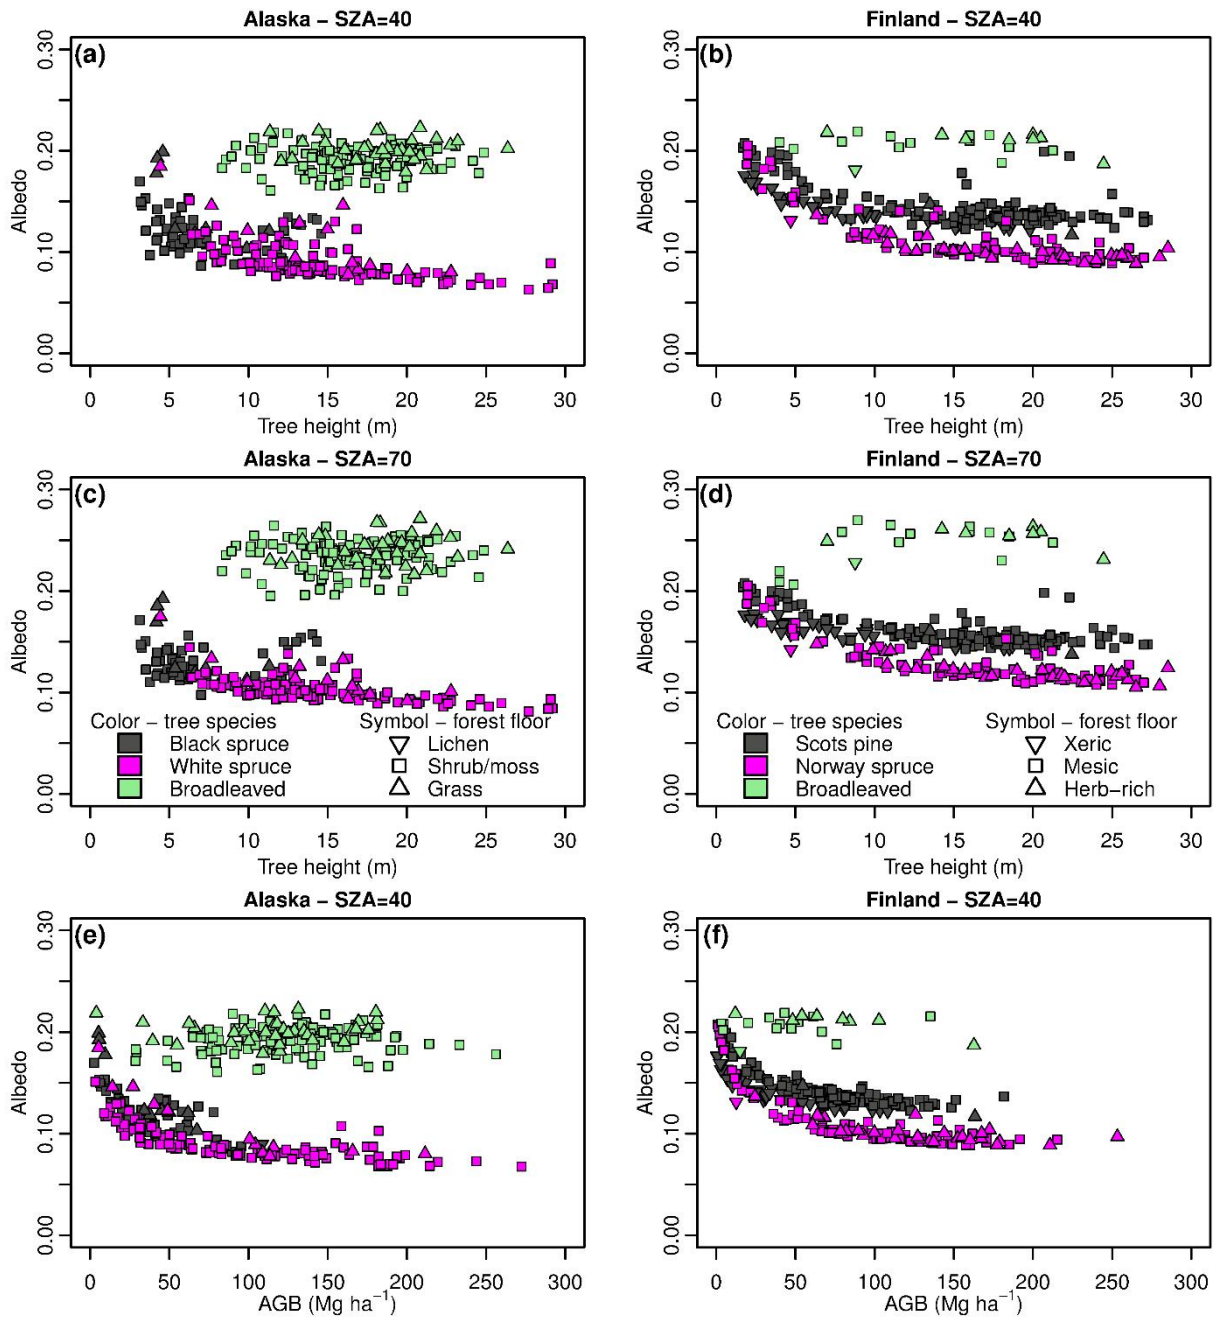 Alaska − SZA=40
(a)
Albedo
0.00 0.10 0.20 0.30
0 5 10 15 20 25 30
Tree height (m)
Finland − SZA=40
(b)
Albedo
0.00 0.10 0.20 0.30
0 5 10 15 20 25 30
Tree height (m)
Alaska − SZA=70
(c)
Albedo
0.00 0.10 0.20 0.30
Color − tree species
Black spruce
White spruce
Broadleaved
Symbol − forest floor
Lichen
Shrub/moss
Grass
0 5 10 15 20 25 30
Tree height (m)
Finland − SZA=70
(d)
Albedo
0.00 0.10 0.20 0.30
Color − tree species
Scots pine
Norway spruce
Broadleaved
Symbol − forest floor
Xeric
Mesic
Herb−rich
0 5 10 15 20 25 30
Tree height (m)
Alaska − SZA=40
(e)
Albedo
0.00 0.10 0.20 0.30
0 50 100 150 200 250 300
AGB (Mg ha⁻¹)
Finland − SZA=40
(f)
Albedo
0.00 0.10 0.20 0.30
0 50 100 150 200 250 300
AGB (Mg ha⁻¹)